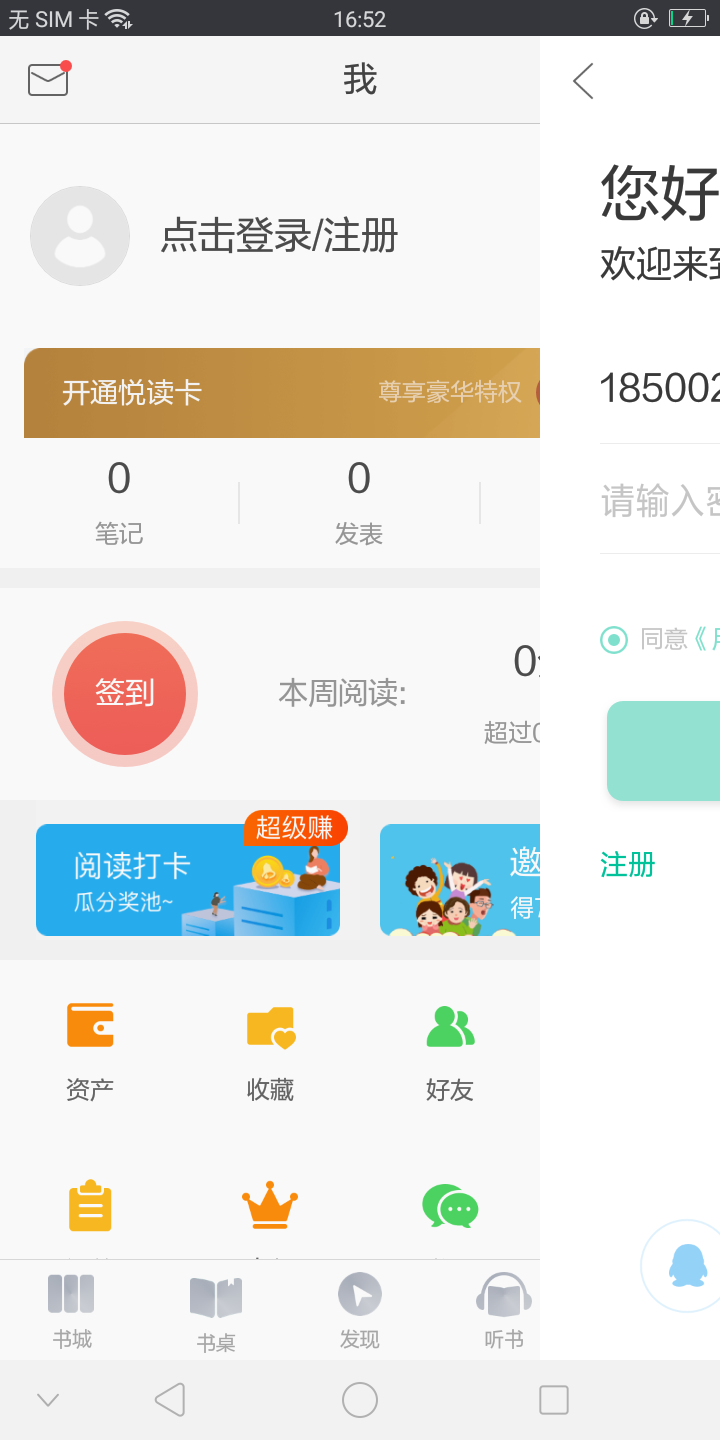 无 SIM 卡
16:52
我
点击登录/注册
开通悦读卡
尊享豪华特权
0
笔记
0
发表
签到
本周阅读:
0
超过0
超级赚
阅读打卡
瓜分奖池~
邀
得
资产
收藏
好友
书城
书桌
发现
听书
您好
欢迎来到
185002
请输入密
同意《用
注册